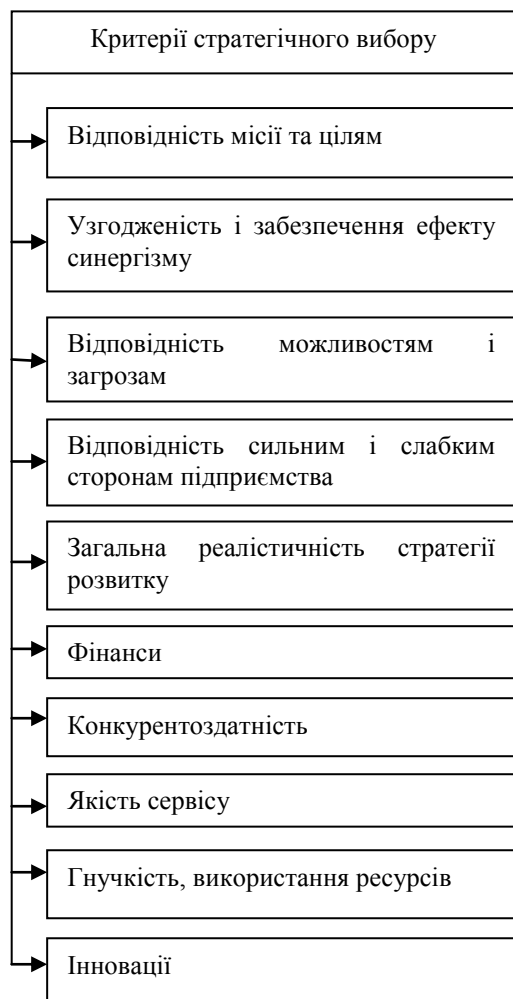 Критерії стратегічного вибору
Відповідність місії та цілям
Узгодженість і забезпечення ефекту
синергізму
Відповідність можливостям і
загрозам
Відповідність сильним і слабким
сторонам підприємства
Загальна реалістичність стратегії
розвитку
Фінанси
Конкурентоздатність
Якість сервісу
Гнучкість, використання ресурсів
Інновації